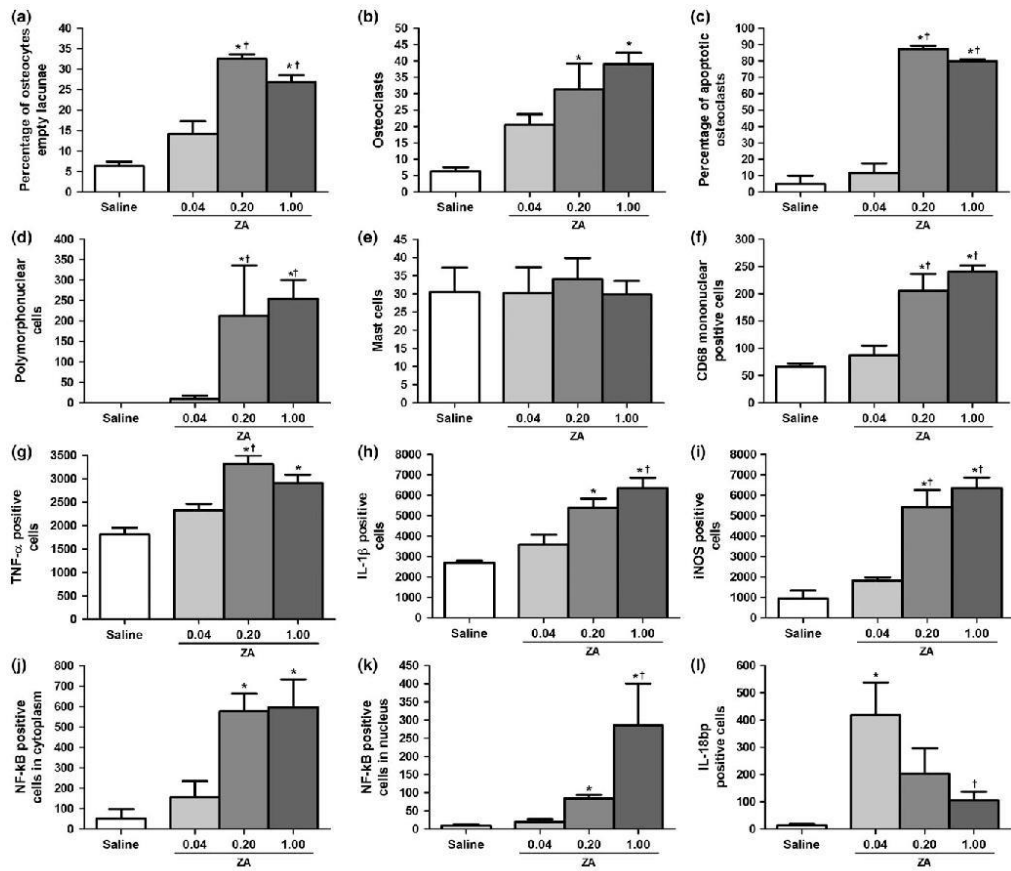 (a)
Percentage of osteocytes
empty lacunae
40
35
30
25
20
15
10
5
0
*†
*†
Saline
0.04
0.20
1.00
ZA
(b)
Osteoclasts
50
45
40
35
30
25
20
15
10
5
0
*
*
Saline
0.04
0.20
1.00
ZA
(c)
Percentage of apoptotic
osteoclasts
100
90
80
70
60
50
40
30
20
10
0
*†
*†
Saline
0.04
0.20
1.00
ZA
(d)
Polymorphonuclear
cells
400
350
300
250
200
150
100
50
0
*†
*†
Saline
0.04
0.20
1.00
ZA
(e)
Mast cells
45
40
35
30
25
20
15
10
5
0
Saline
0.04
0.20
1.00
ZA
(f)
CD68 mononuclear
positive cells
250
200
150
100
50
0
*†
*†
Saline
0.04
0.20
1.00
ZA
(g)
TNF-α positive
cells
3500
3000
2500
2000
1500
1000
500
0
*†
*
Saline
0.04
0.20
1.00
ZA
(h)
IL-1β positive
cells
8000
7000
6000
5000
4000
3000
2000
1000
0
*
*†
Saline
0.04
0.20
1.00
ZA
(i)
iNOS positive
cells
8000
7000
6000
5000
4000
3000
2000
1000
0
*†
*†
Saline
0.04
0.20
1.00
ZA
(j)
NF-kB positive
cells in cytoplasm
800
700
600
500
400
300
200
100
0
*
*
Saline
0.04
0.20
1.00
ZA
(k)
NF-kB positive
cells in nucleus
450
400
350
300
250
200
150
100
50
0
*
*†
Saline
0.04
0.20
1.00
ZA
(l)
IL-18bp
positive cells
600
500
400
300
200
100
0
*
†
Saline
0.04
0.20
1.00
ZA